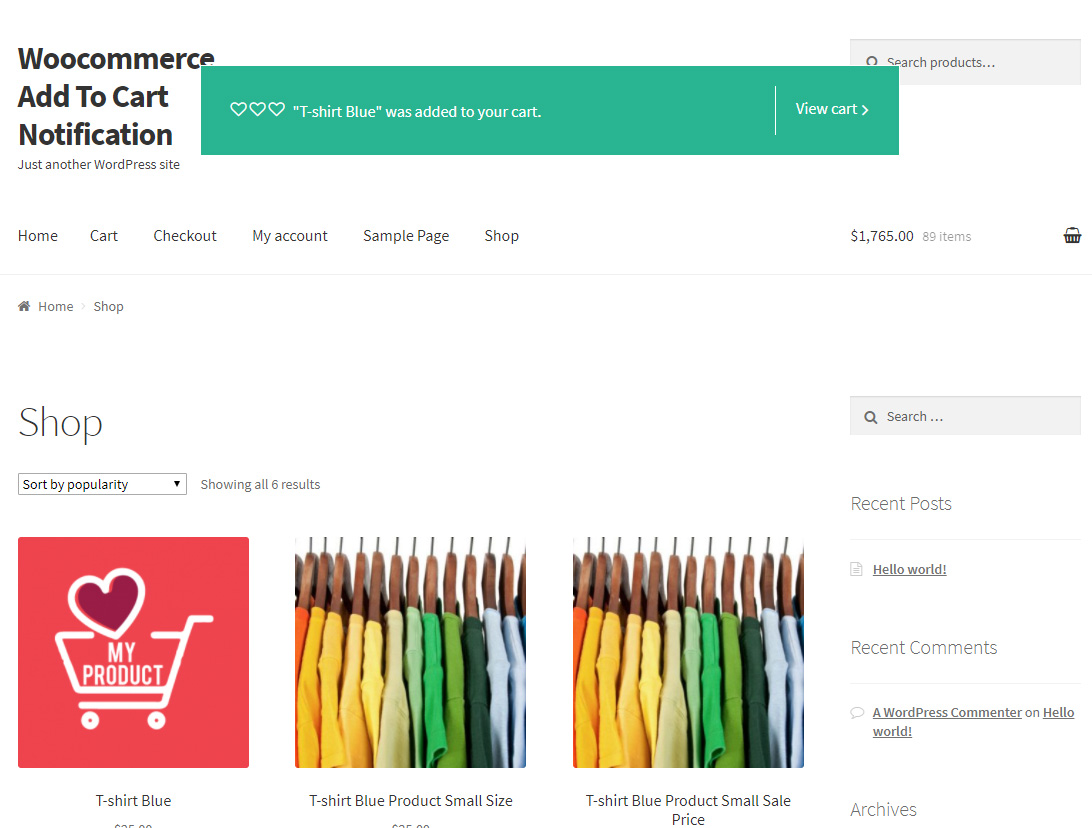 Woocommerce
Add To Cart
Notification
Just another WordPress site
Search products…
"T-shirt Blue" was added to your cart.
View cart
Home
Cart
Checkout
My account
Sample Page
Shop
$1,765.00 89 items
Home
Shop
Shop
Sort by popularity
Showing all 6 results
MY
PRODUCT
T-shirt Blue
T-shirt Blue Product Small Size
T-shirt Blue Product Small Sale
Price
Search …
Recent Posts
Hello world!
Recent Comments
A WordPress Commenter on Hello
world!
Archives